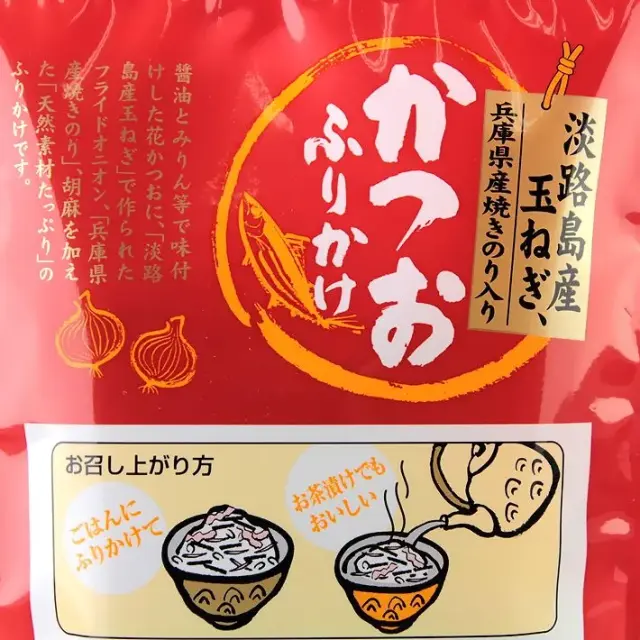 淡路島産
玉ねぎ、
兵庫県産焼きのり入り
かつお
ふりかけ
醤油とみりん等で味付
けした花かつおに、「淡路
島産玉ねぎ」で作られた
フライドオニオン、「兵庫県
産焼きのり」、胡麻を加え
た「天然素材たっぷり」の
ふりかけです。
お召し上がり方
ごはんに
ふりかけて
お茶漬けでも
おいしい